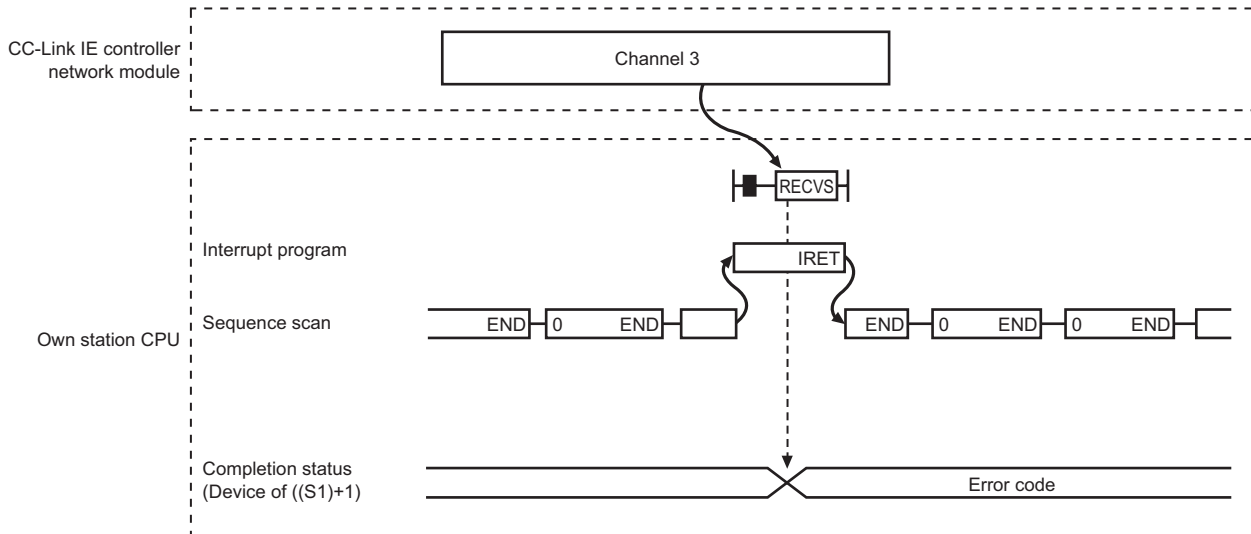 CC-Link IE controller
network module
Channel 3
RECVS
Interrupt program
IRET
Own station CPU
Sequence scan
END 0 END END 0 END 0 END
Completion status
(Device of ((S1)+1)
Error code